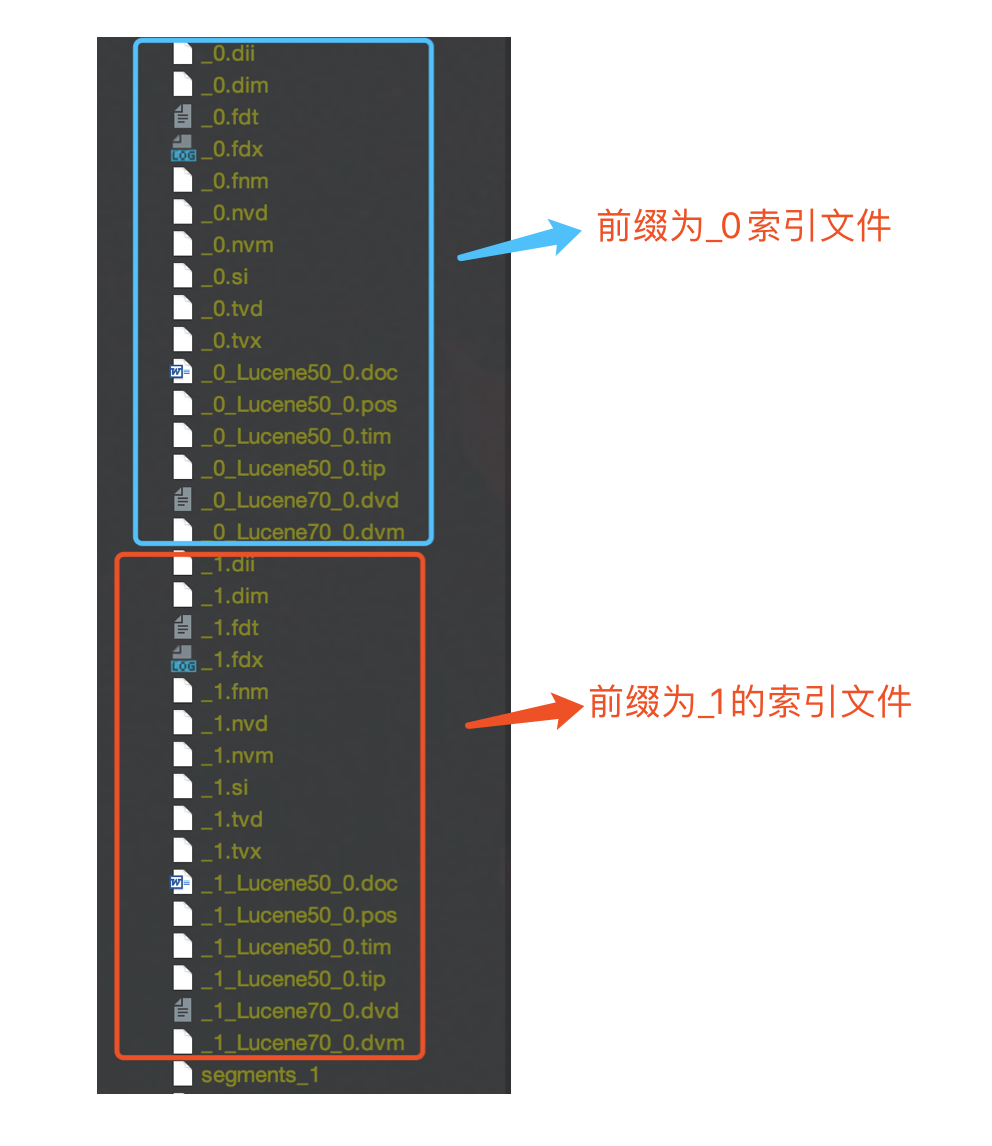 _0.dii
_0.dim
_0.fdt
LOG _0.fdx
_0.fnm
_0.nvd
_0.nvm
_0.si
_0.tvd
_0.tvx
W _0_Lucene50_0.doc
_0_Lucene50_0.pos
_0_Lucene50_0.tim
_0_Lucene50_0.tip
_0_Lucene70_0.dvd
_0_Lucene70_0.dvm
前缀为_0索引文件
_1.dii
_1.dim
_1.fdt
LOG _1.fdx
_1.fnm
_1.nvd
_1.nvm
_1.si
_1.tvd
_1.tvx
W _1_Lucene50_0.doc
_1_Lucene50_0.pos
_1_Lucene50_0.tim
_1_Lucene50_0.tip
_1_Lucene70_0.dvd
_1_Lucene70_0.dvm
前缀为_1的索引文件
segments_1